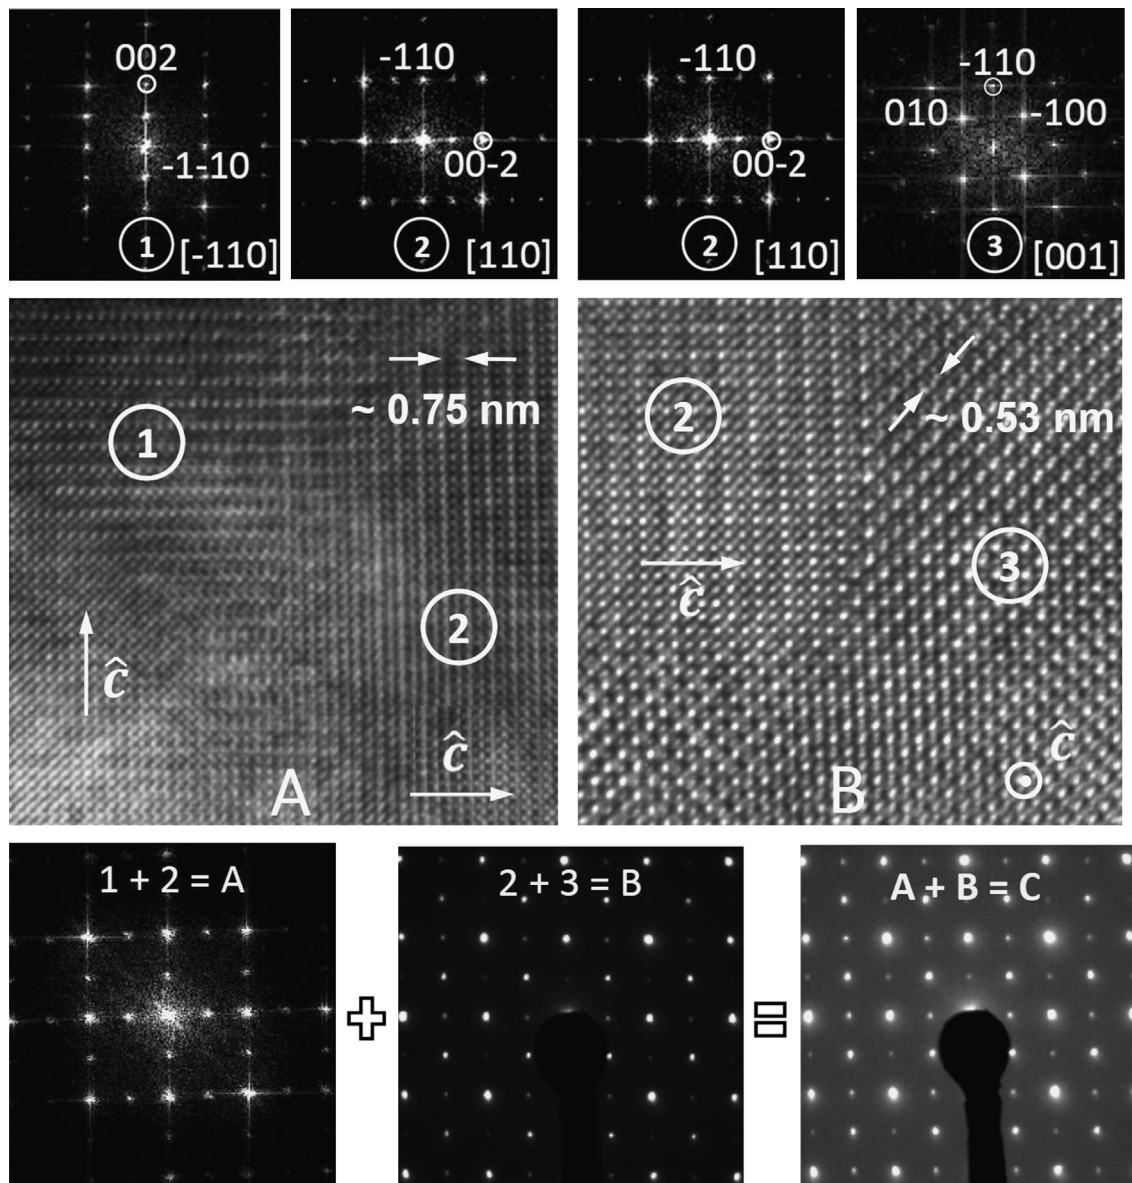 002
-1-10
1 [-110]
-110
00-2
2 [110]
-110
00-2
2 [110]
-110
010 -100
3 [001]
~ 0.75 nm
1
2
ĉ
ĉ
A
2
~ 0.53 nm
3
ĉ
ĉ
B
1 + 2 = A
2 + 3 = B
A + B = C